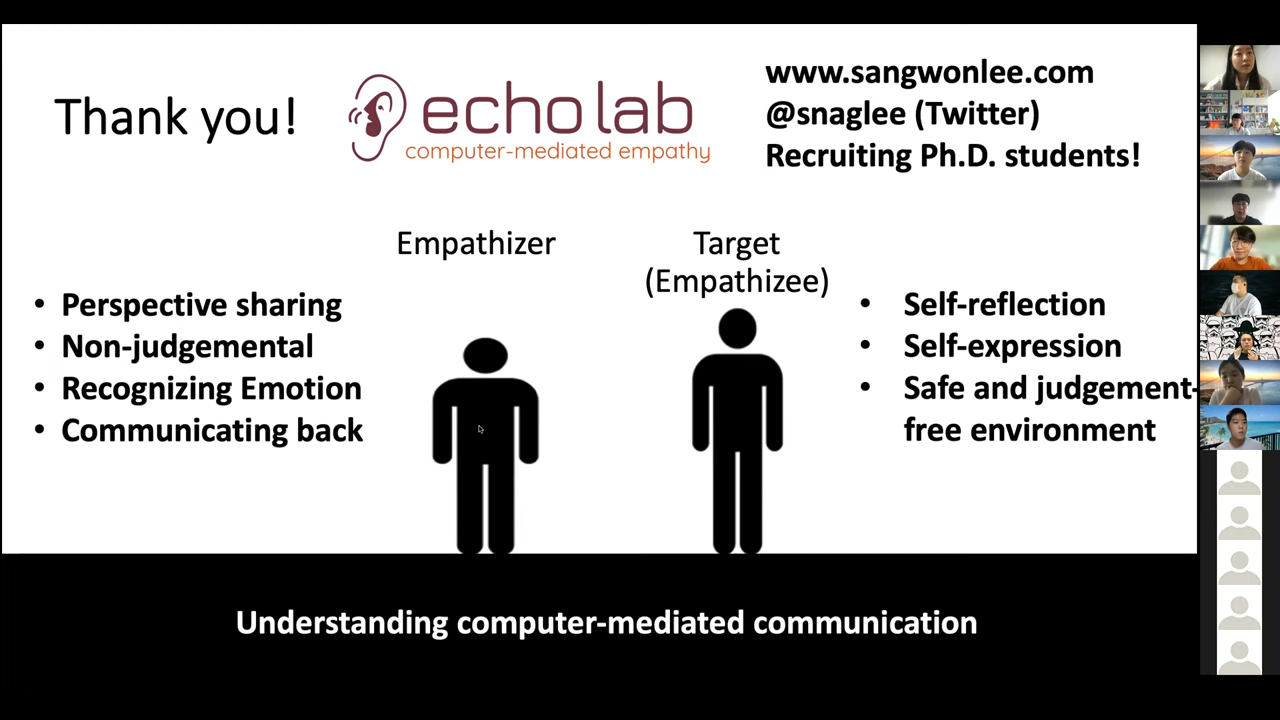 Thank you!
echo lab
computer-mediated empathy
www.sangwonlee.com
@snaglee (Twitter)
Recruiting Ph.D. students!
Empathizer
Target
(Empathizee)
• Perspective sharing
• Non-judgemental
• Recognizing Emotion
• Communicating back
• Self-reflection
• Self-expression
• Safe and judgement-
free environment
Understanding computer-mediated communication